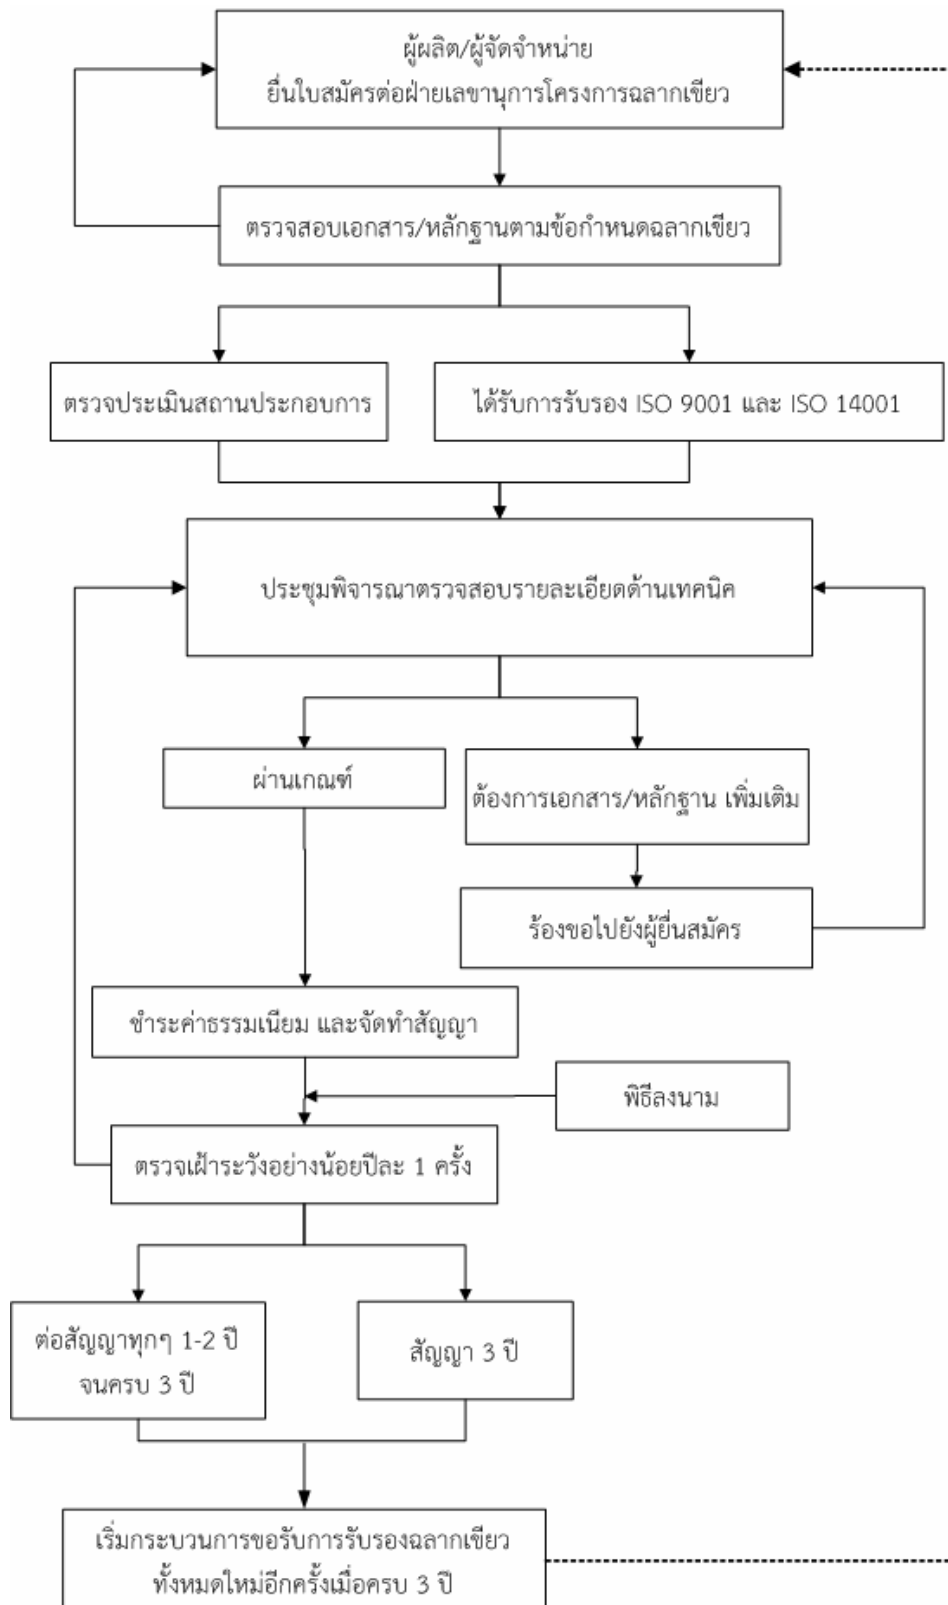 ผู้ผลิต/ผู้จัดจำหน่าย
ยื่นใบสมัครต่อฝ่ายเลขานุการโครงการฉลากเขียว
ตรวจสอบเอกสาร/หลักฐานตามข้อกำหนดฉลากเขียว
ตรวจประเมินสถานประกอบการ
ได้รับการรับรอง ISO 9001 และ ISO 14001
ประชุมพิจารณาตรวจสอบรายละเอียดด้านเทคนิค
ผ่านเกณฑ์
ต้องการเอกสาร/หลักฐาน เพิ่มเติม
ร้องขอไปยังผู้ยื่นสมัคร
ชำระค่าธรรมเนียม และจัดทำสัญญา
พิธีลงนาม
ตรวจเฝ้าระวังอย่างน้อยปีละ 1 ครั้ง
ต่อสัญญาทุกๆ 1-2 ปี
จนครบ 3 ปี
สัญญา 3 ปี
เริ่มกระบวนการขอรับการรับรองฉลากเขียว
ทั้งหมดใหม่อีกครั้งเมื่อครบ 3 ปี